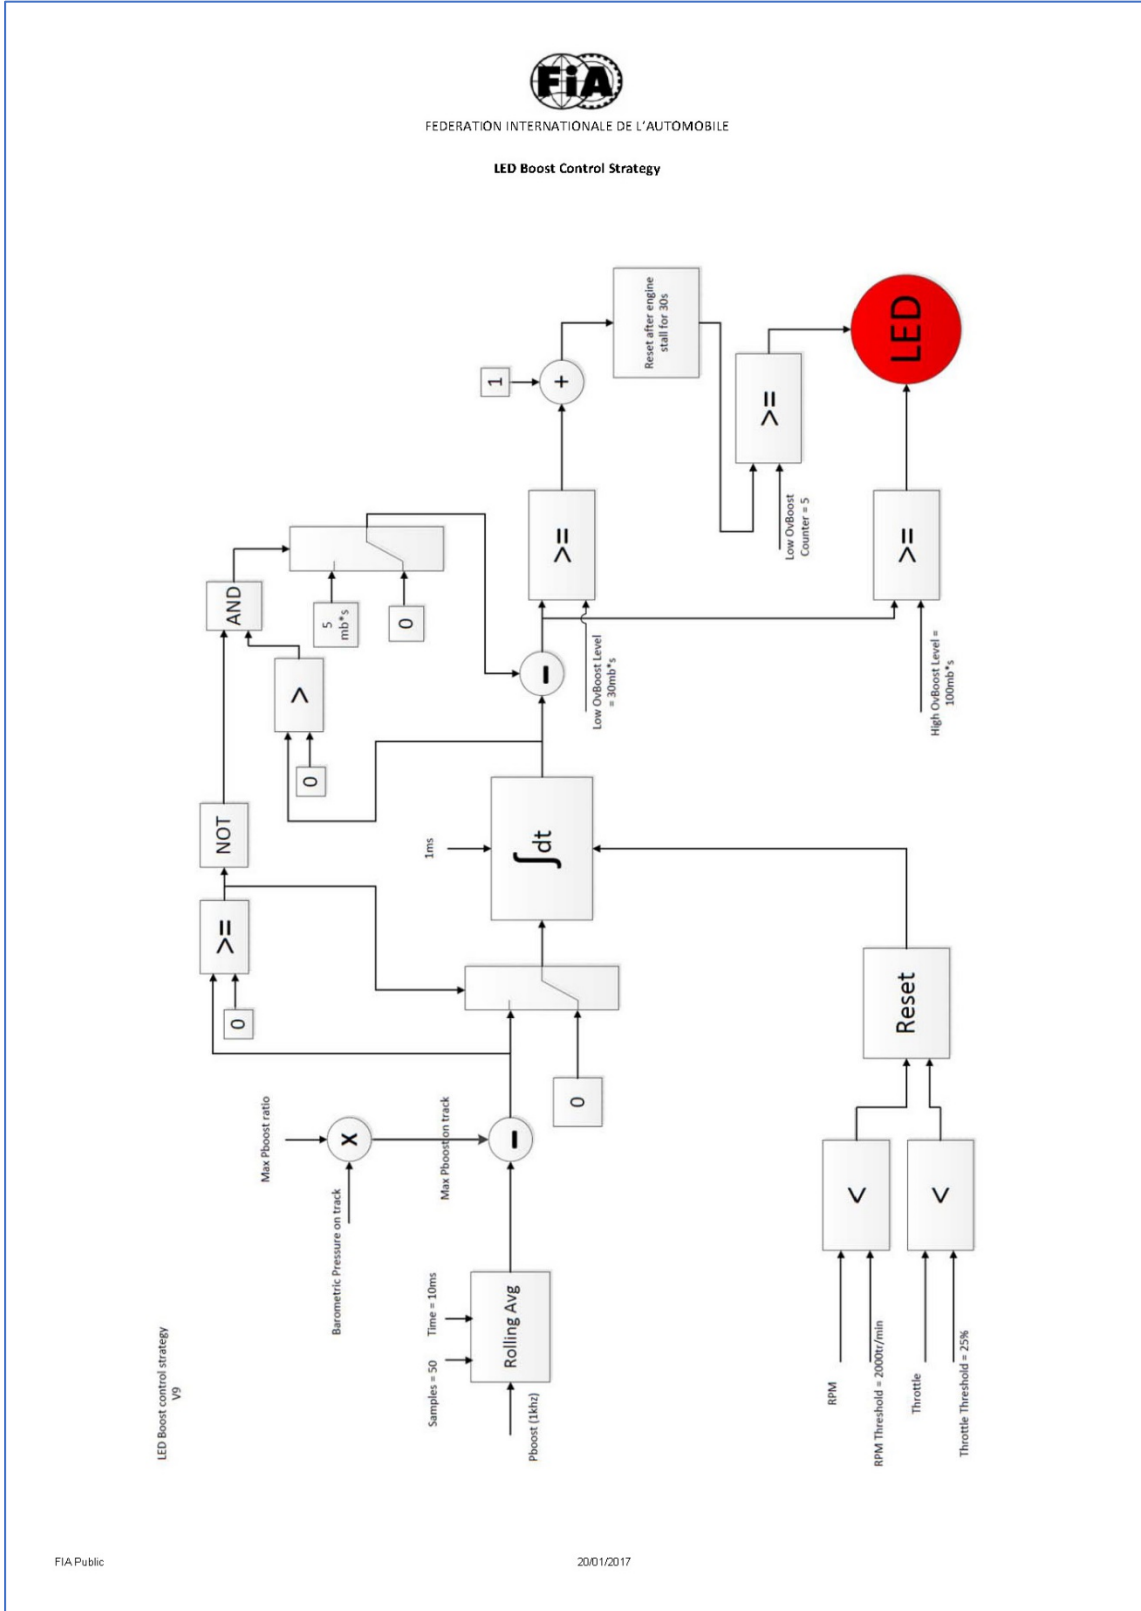 FiA
FEDERATION INTERNATIONALE DE L'AUTOMOBILE
LED Boost Control Strategy
LED Boost control strategy
V9
Pboost (1khz)
Samples = 50
Time = 10ms
Rolling Avg
Barometric Pressure on track
Max Pboost ratio
X
Max Pboost on track
-
0
>=
0
NOT
1ms
∫dt
0
>
AND
5
mb*s
0
-
Low OvBoost Level
= 30mb*s
>=
1
+
Reset after engine
stall for 30s
Low OvBoost
Counter = 5
>=
High OvBoost Level =
100mb*s
>=
LED
RPM
RPM Threshold = 2000tr/min
<
Throttle
Throttle Threshold = 25%
<
Reset
FIA Public
20/01/2017